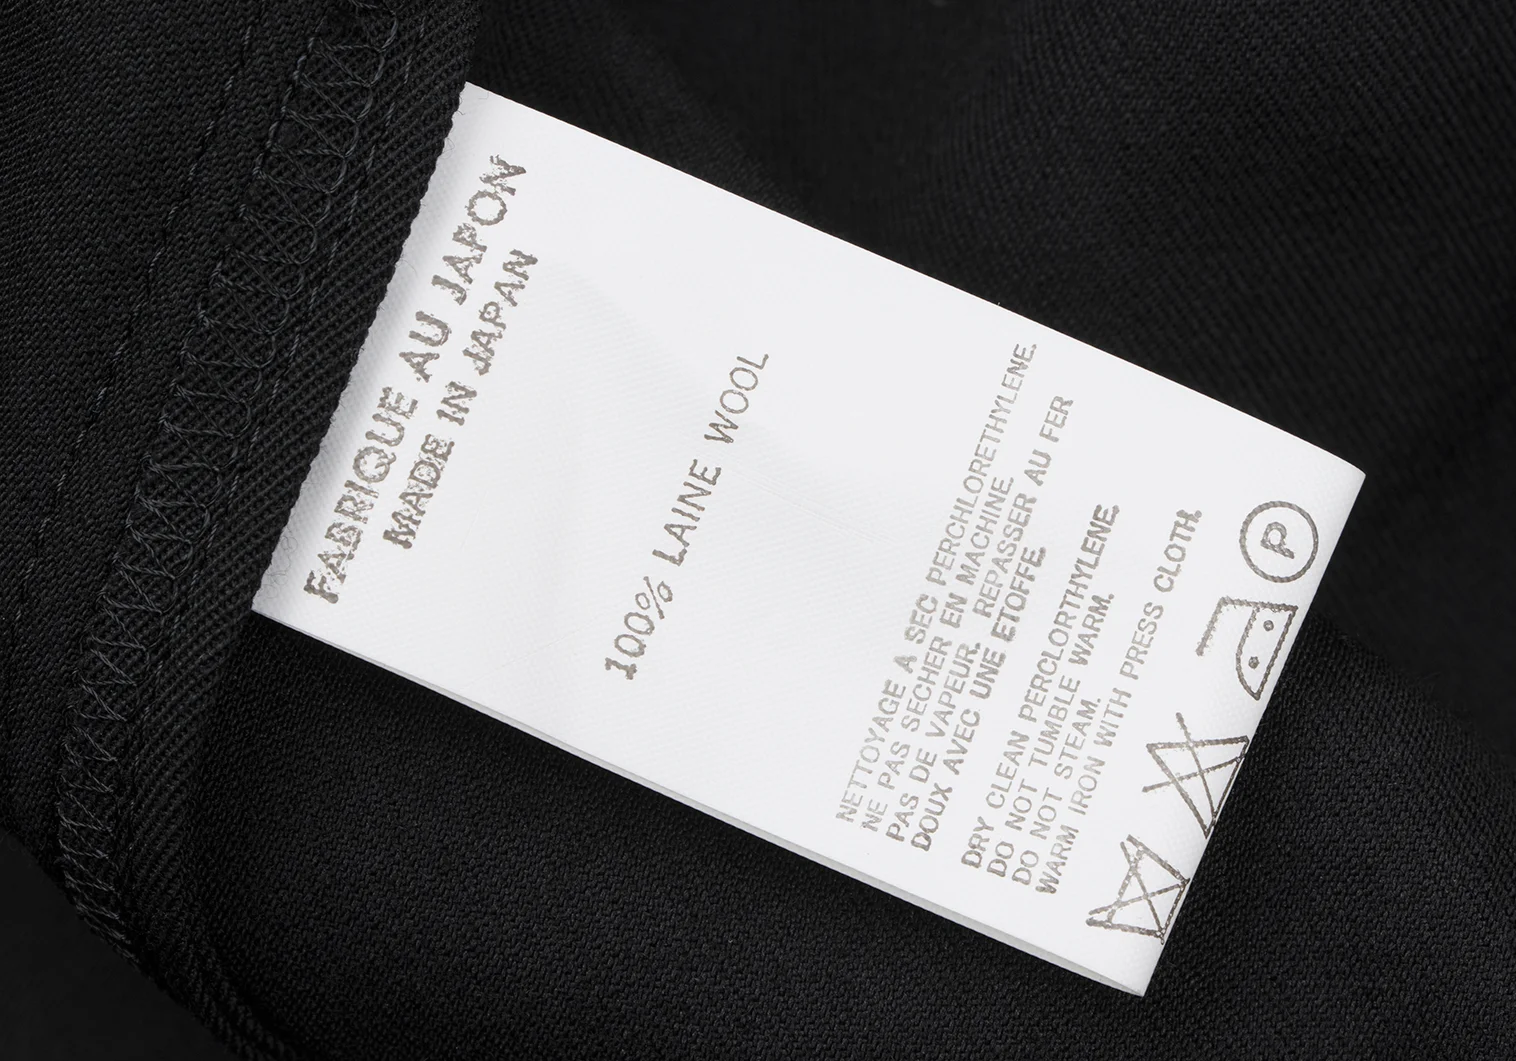 FABRIQUE AU JAPON
MADE IN JAPAN
100% LAINE WOOL
NETTOYAGE A SEC PERCHLORETHYLENE.
NE PAS SECHER EN MACHINE.
PAS DE VAPEUR. REPASSER AU FER
DOUX AVEC UNE ETOFFE.
DRY CLEAN PERCLORTHYLENE.
DO NOT TUMBLE WARM.
DO NOT STEAM.
WARM IRON WITH PRESS CLOTH.
P